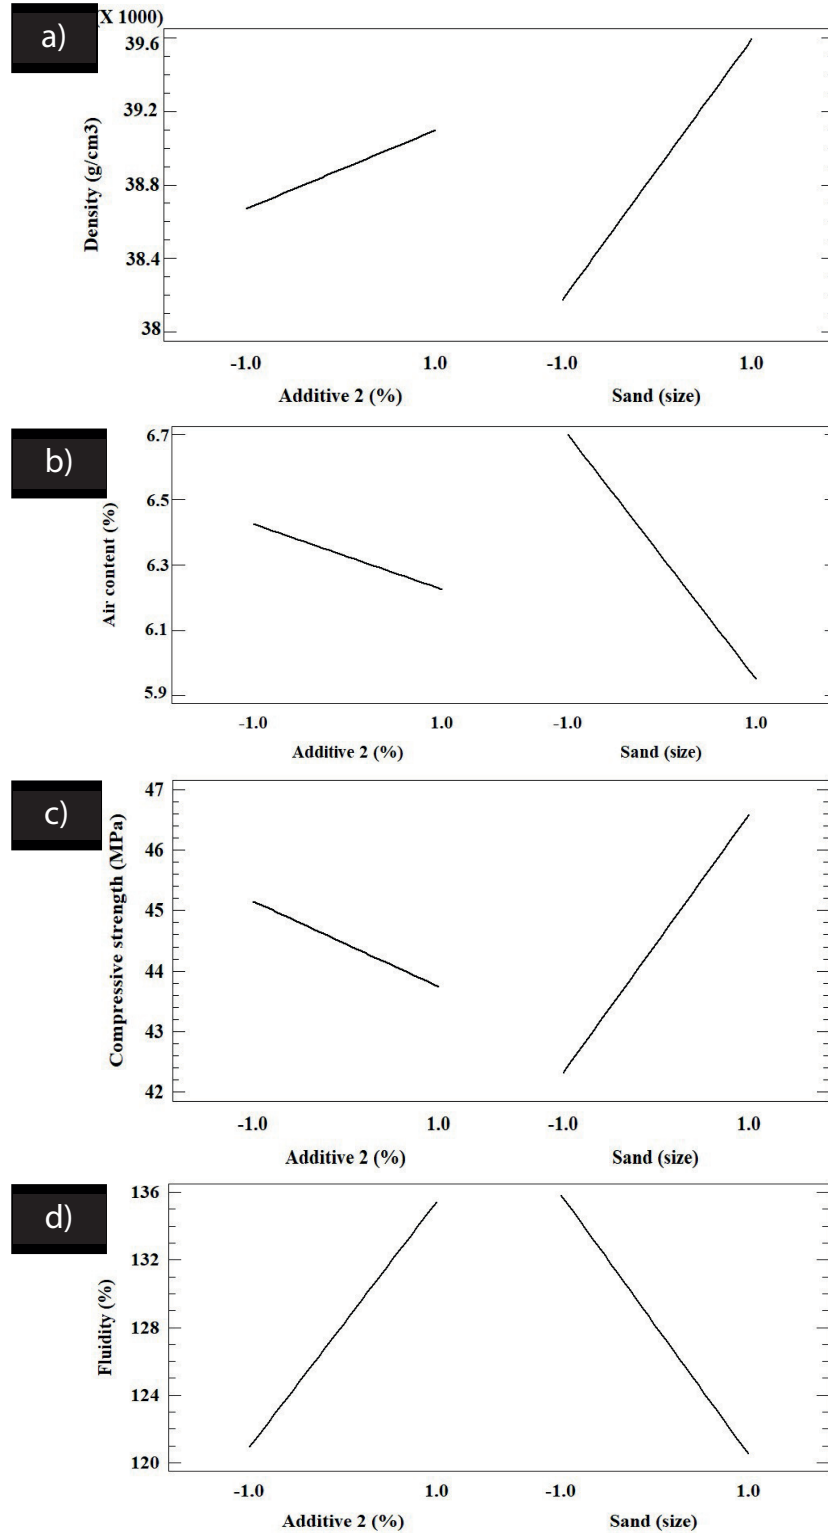 (X 1000)
a)
39.6
39.2
38.8
38.4
38
Density (g/cm3)
-1.0 1.0 -1.0 1.0
Additive 2 (%) Sand (size)
b)
6.7
6.5
6.3
6.1
5.9
Air content (%)
-1.0 1.0 -1.0 1.0
Additive 2 (%) Sand (size)
c)
47
46
45
44
43
42
Compressive strength (MPa)
-1.0 1.0 -1.0 1.0
Additive 2 (%) Sand (size)
d)
136
132
128
124
120
Fluidity (%)
-1.0 1.0 -1.0 1.0
Additive 2 (%) Sand (size)